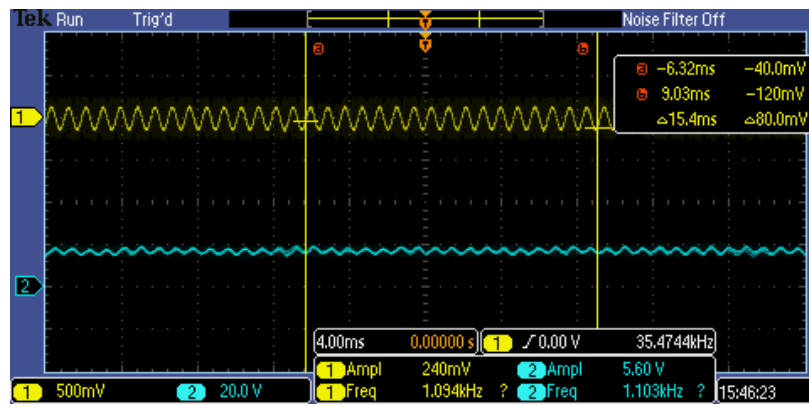 Tek Run Trig'd Noise Filter Off
T
T
a b
a −6.32ms −40.0mV
b 9.03ms −120mV
△15.4ms △80.0mV
1
2
4.00ms 0.00000 s 1 / 0.00 V 35.4744kHz
1 Ampl 240mV 2 Ampl 5.60 V
1 Freq 1.094kHz ? 2 Freq 1.103kHz ?
1 500mV 2 20.0 V 15:46:23